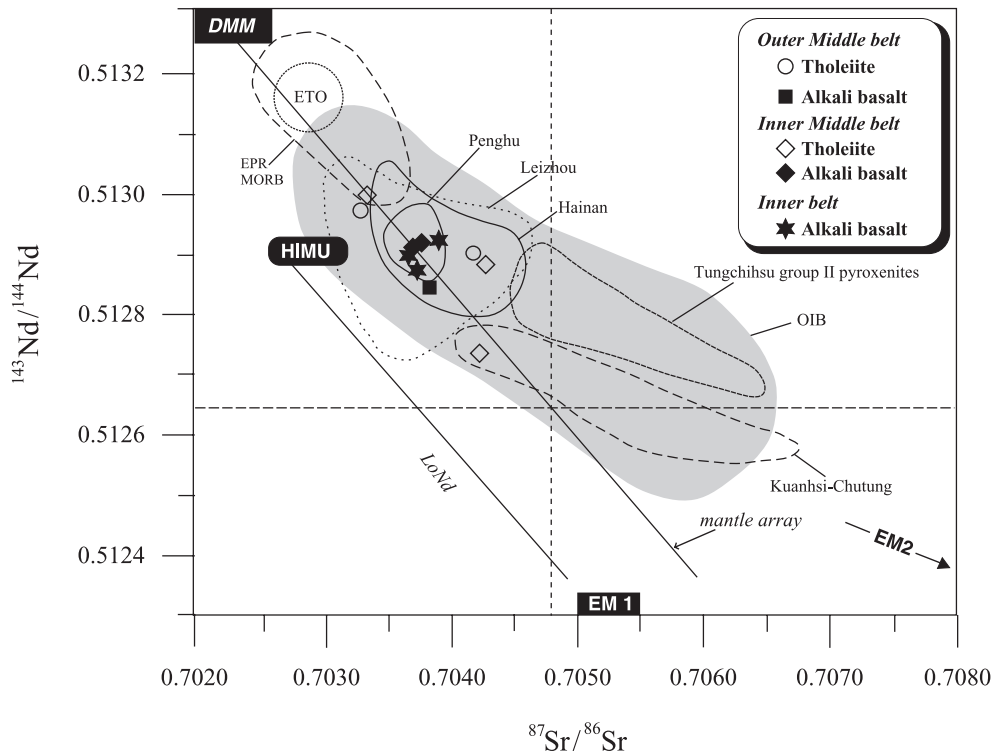 DMM
0.5132
0.5130
0.5128
0.5126
0.5124
¹⁴³Nd/¹⁴⁴Nd
Outer Middle belt
Tholeiite
Alkali basalt
Inner Middle belt
Tholeiite
Alkali basalt
Inner belt
Alkali basalt
ETO
EPR
MORB
Penghu
Leizhou
Hainan
HIMU
Tungchihsu group II pyroxenites
OIB
LoNd
Kuanhsi-Chutung
mantle array
EM2
EM 1
0.7020
0.7030
0.7040
0.7050
0.7060
0.7070
0.7080
⁸⁷Sr/⁸⁶Sr